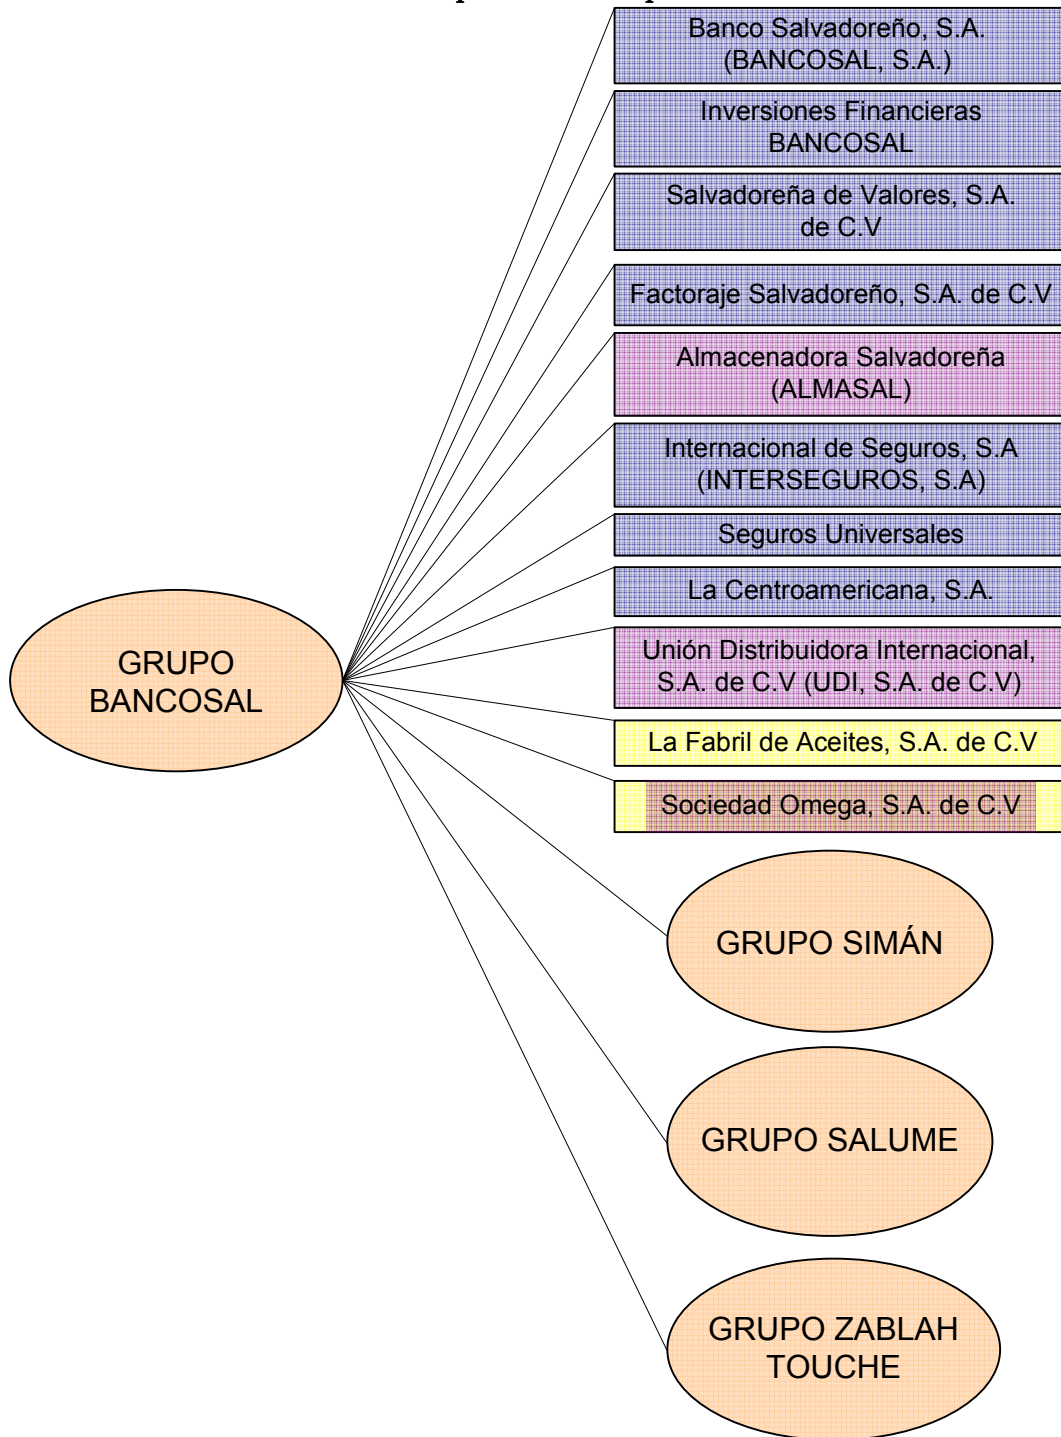 Banco Salvadoreño, S.A.
(BANCOSAL, S.A.)
Inversiones Financieras
BANCOSAL
Salvadoreña de Valores, S.A.
de C.V
Factoraje Salvadoreño, S.A. de C.V
Almacenadora Salvadoreña
(ALMASAL)
Internacional de Seguros, S.A
(INTERSEGUROS, S.A)
Seguros Universales
La Centroamericana, S.A.
Unión Distribuidora Internacional,
S.A. de C.V (UDI, S.A. de C.V)
La Fabril de Aceites, S.A. de C.V
Sociedad Omega, S.A. de C.V
GRUPO
BANCOSAL
GRUPO SIMÁN
GRUPO SALUME
GRUPO ZABLAH
TOUCHE